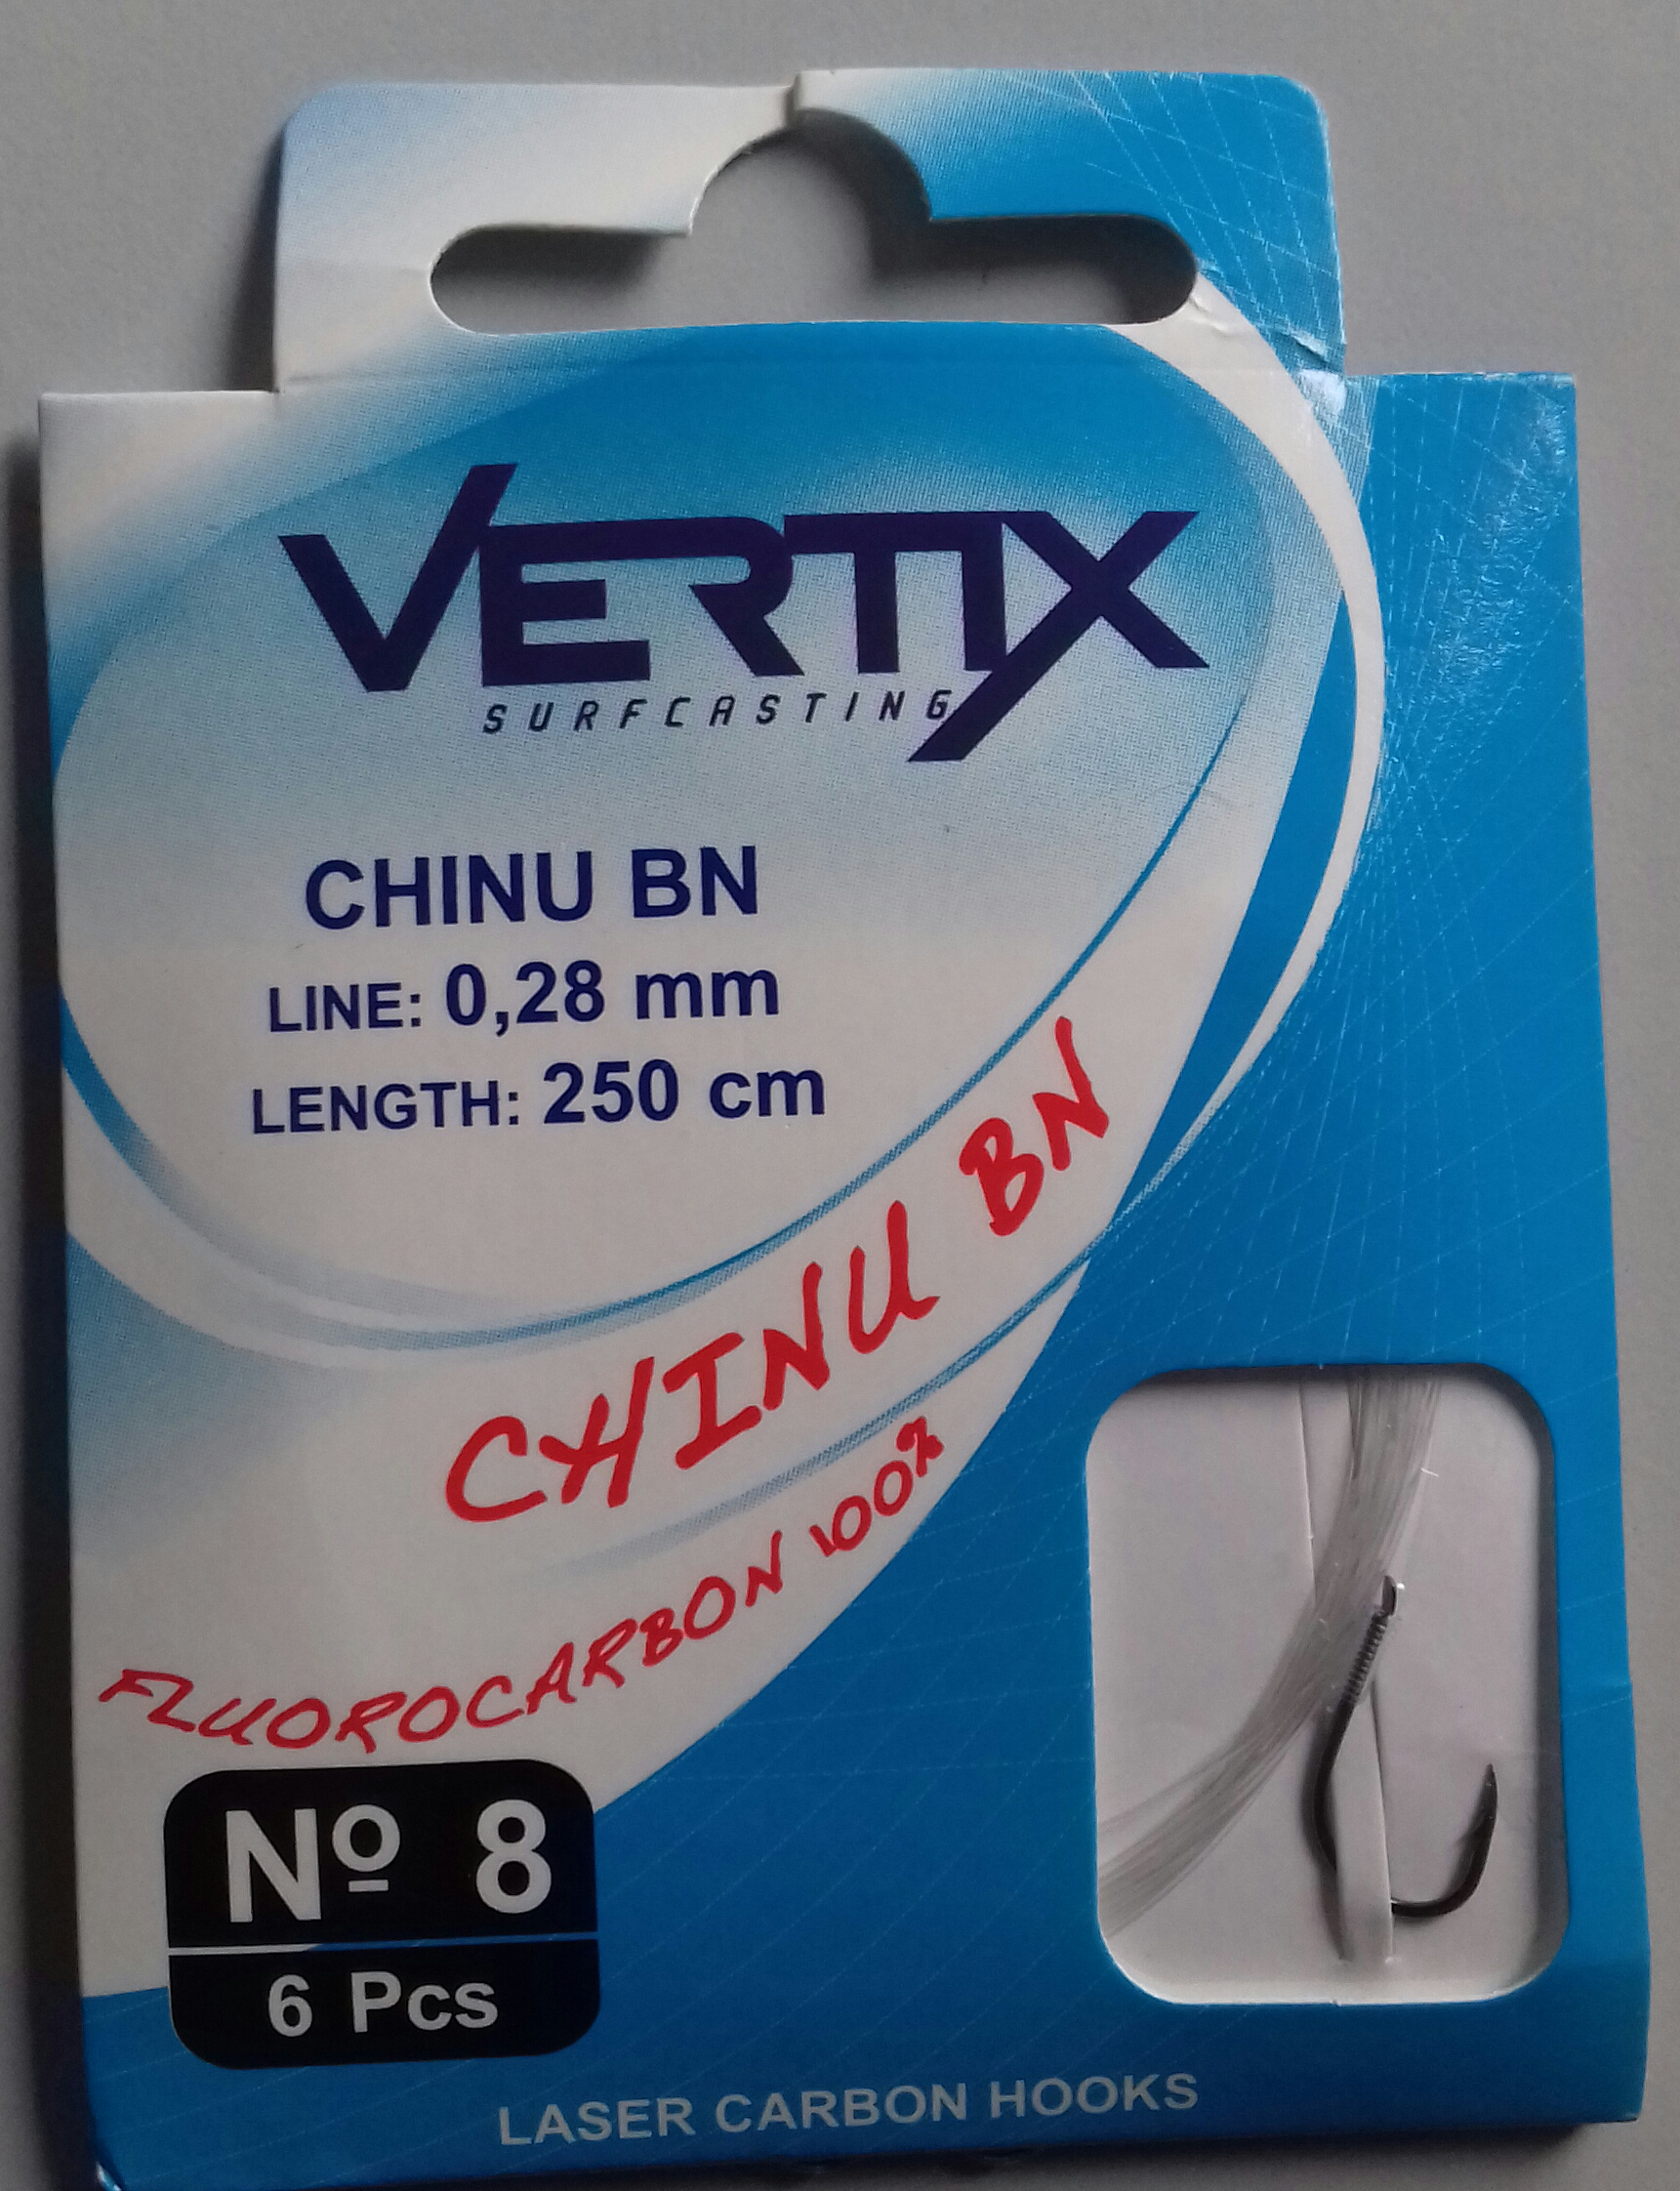 VERTIX
SURFCASTING
CHINU BN
LINE: 0,28 mm
LENGTH: 250 cm
CHINU BN
FLUOROCARBON 100%
Nº 8
6 Pcs
LASER CARBON HOOKS